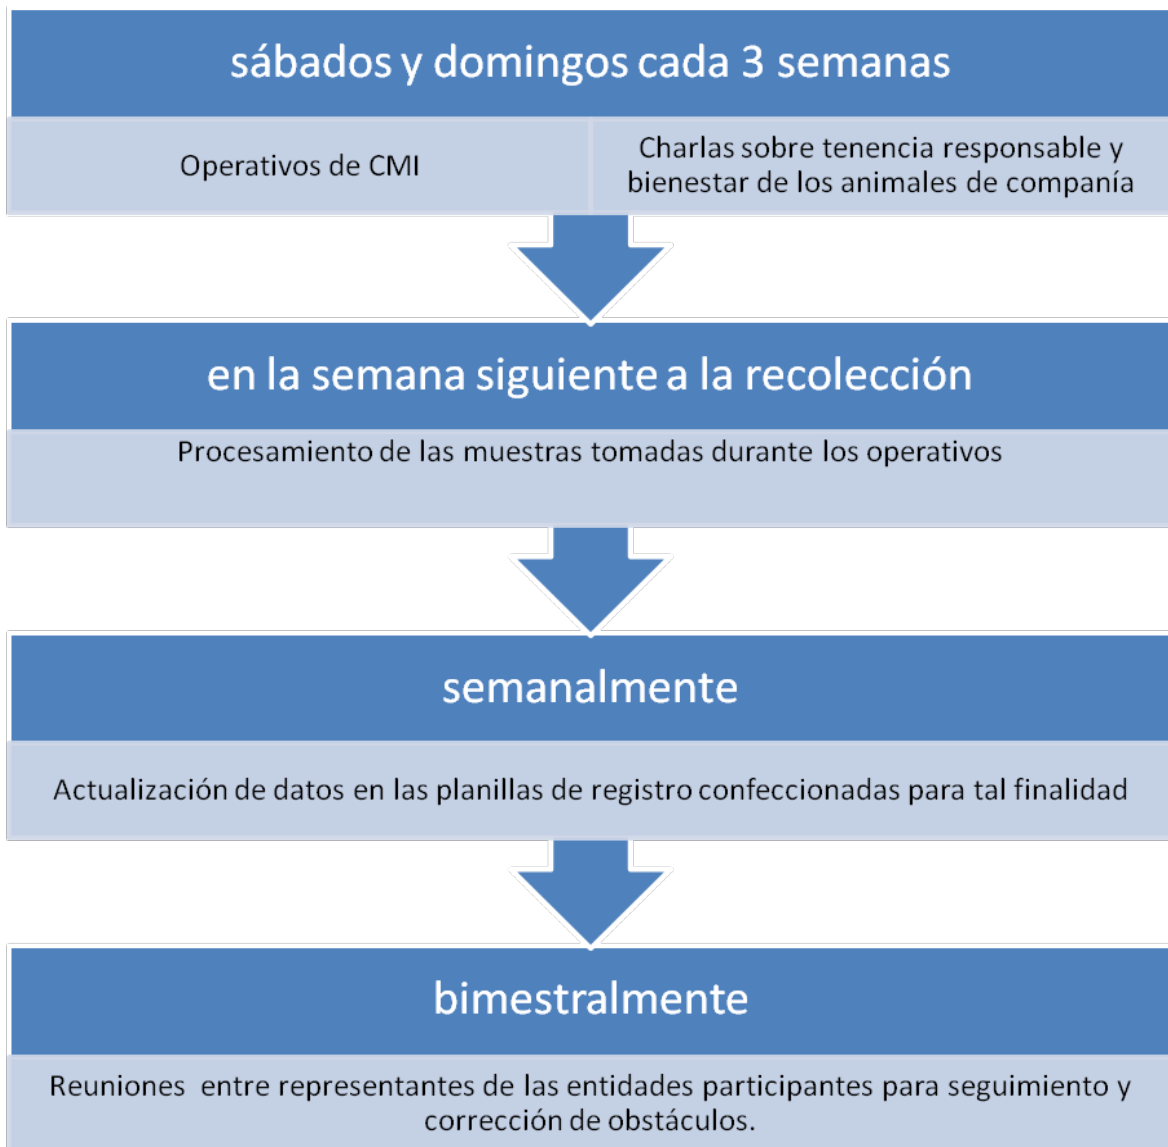 sábados y domingos cada 3 semanas
Operativos de CMI
Charlas sobre tenencia responsable y
bienestar de los animales de companía
en la semana siguiente a la recolección
Procesamiento de las muestras tomadas durante los operativos
semanalmente
Actualización de datos en las planillas de registro confeccionadas para tal finalidad
bimestralmente
Reuniones entre representantes de las entidades participantes para seguimiento y
corrección de obstáculos.